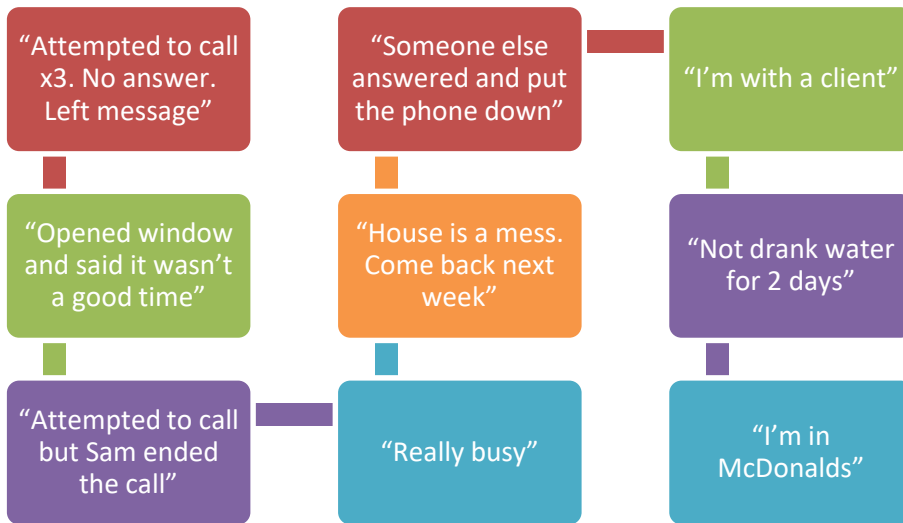 “Attempted to call
x3. No answer.
Left message”
“Opened window
and said it wasn’t
a good time”
“Attempted to call
but Sam ended
the call”
“Really busy”
“House is a mess.
Come back next
week”
“Someone else
answered and put
the phone down”
“I’m with a client”
“Not drank water
for 2 days”
“I’m in
McDonalds”